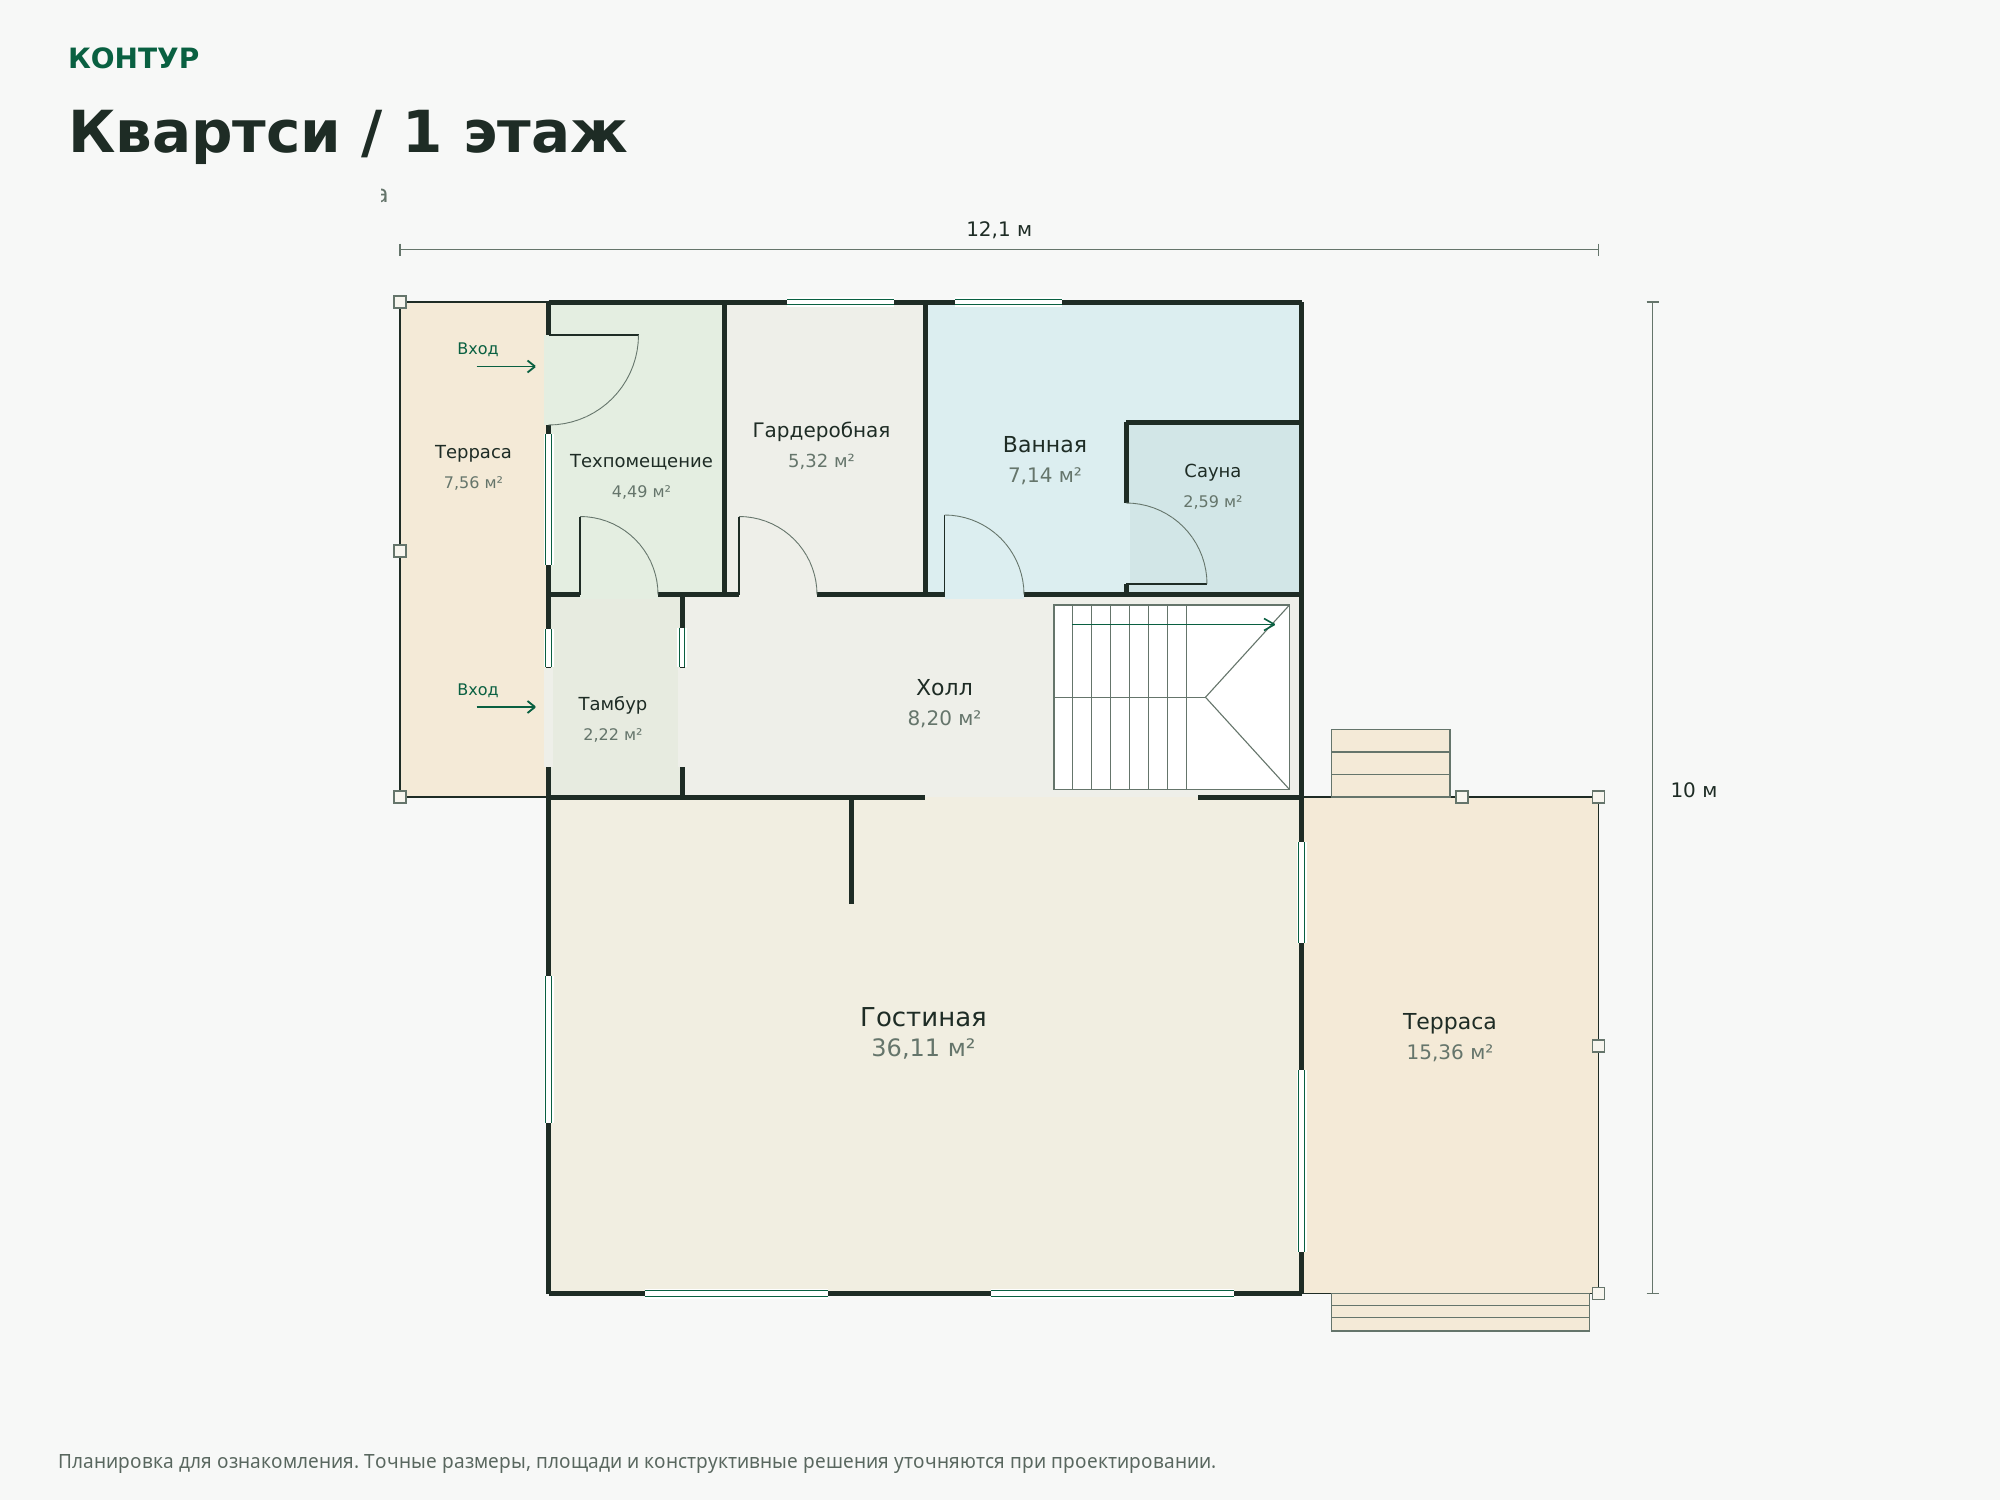 КОНТУР
Квартси / 1 этаж
а
12,1 м
Вход
Терраса
7,56 м²
Техпомещение
4,49 м²
Гардеробная
5,32 м²
Ванная
7,14 м²
Сауна
2,59 м²
Вход
Тамбур
2,22 м²
Холл
8,20 м²
10 м
Гостиная
36,11 м²
Терраса
15,36 м²
Планировка для ознакомления. Точные размеры, площади и конструктивные решения уточняются при проектировании.